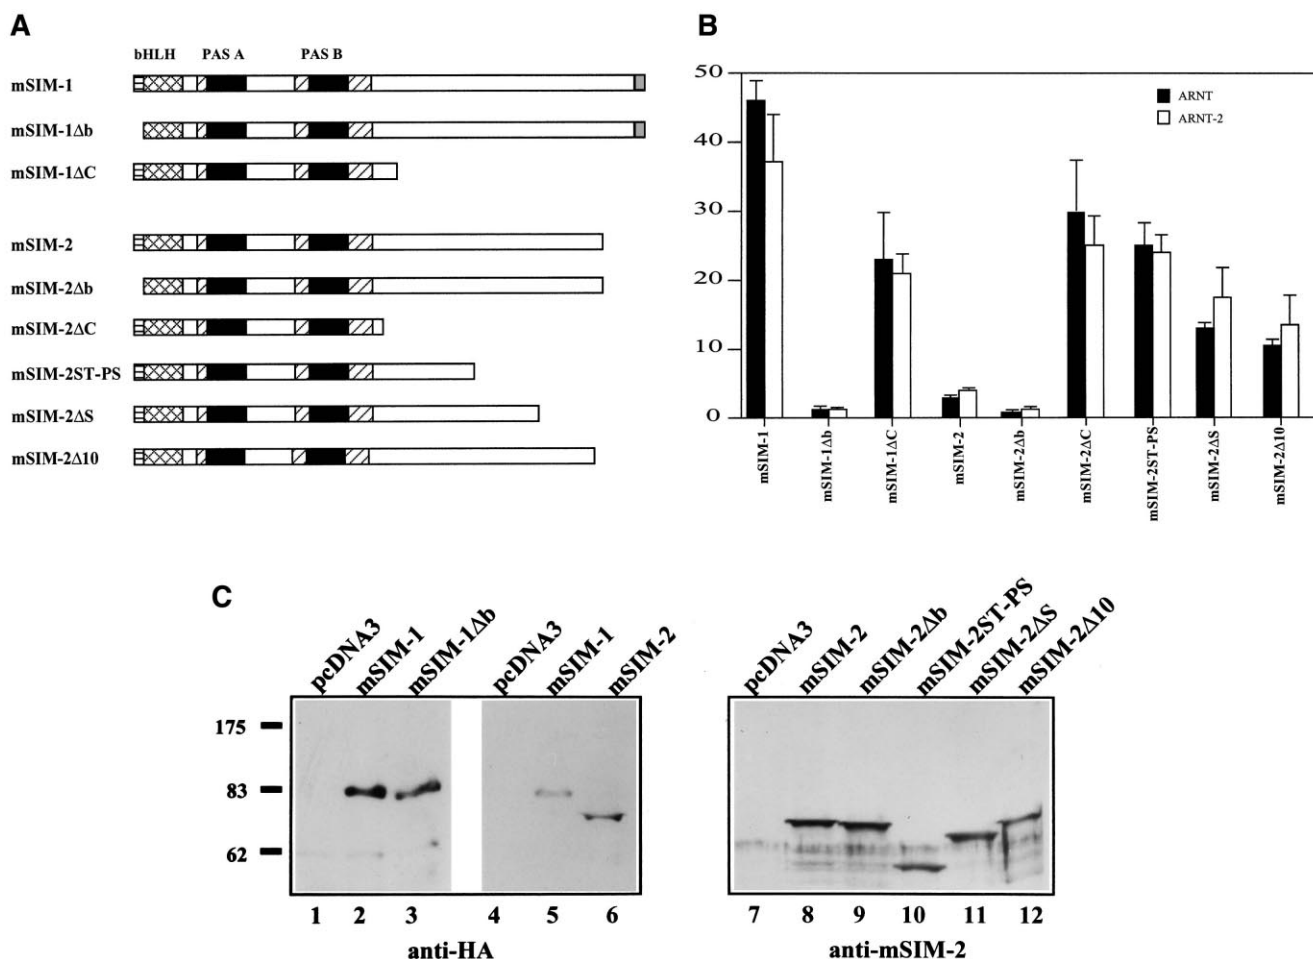 A
bHLH PAS A PAS B
mSIM-1
mSIM-1Δb
mSIM-1ΔC
mSIM-2
mSIM-2Δb
mSIM-2ΔC
mSIM-2ST-PS
mSIM-2ΔS
mSIM-2Δ10
B
50
40
30
20
10
0
ARNT
ARNT-2
mSIM-1
mSIM-1Δb
mSIM-1ΔC
mSIM-2
mSIM-2Δb
mSIM-2ΔC
mSIM-2ST-PS
mSIM-2ΔS
mSIM-2Δ10
C
pcDNA3
mSIM-1
mSIM-1Δb
pcDNA3
mSIM-1
mSIM-2
pcDNA3
mSIM-2
mSIM-2Δb
mSIM-2ST-PS
mSIM-2ΔS
mSIM-2Δ10
175
83
62
1 2 3 4 5 6 7 8 9 10 11 12
anti-HA anti-mSIM-2